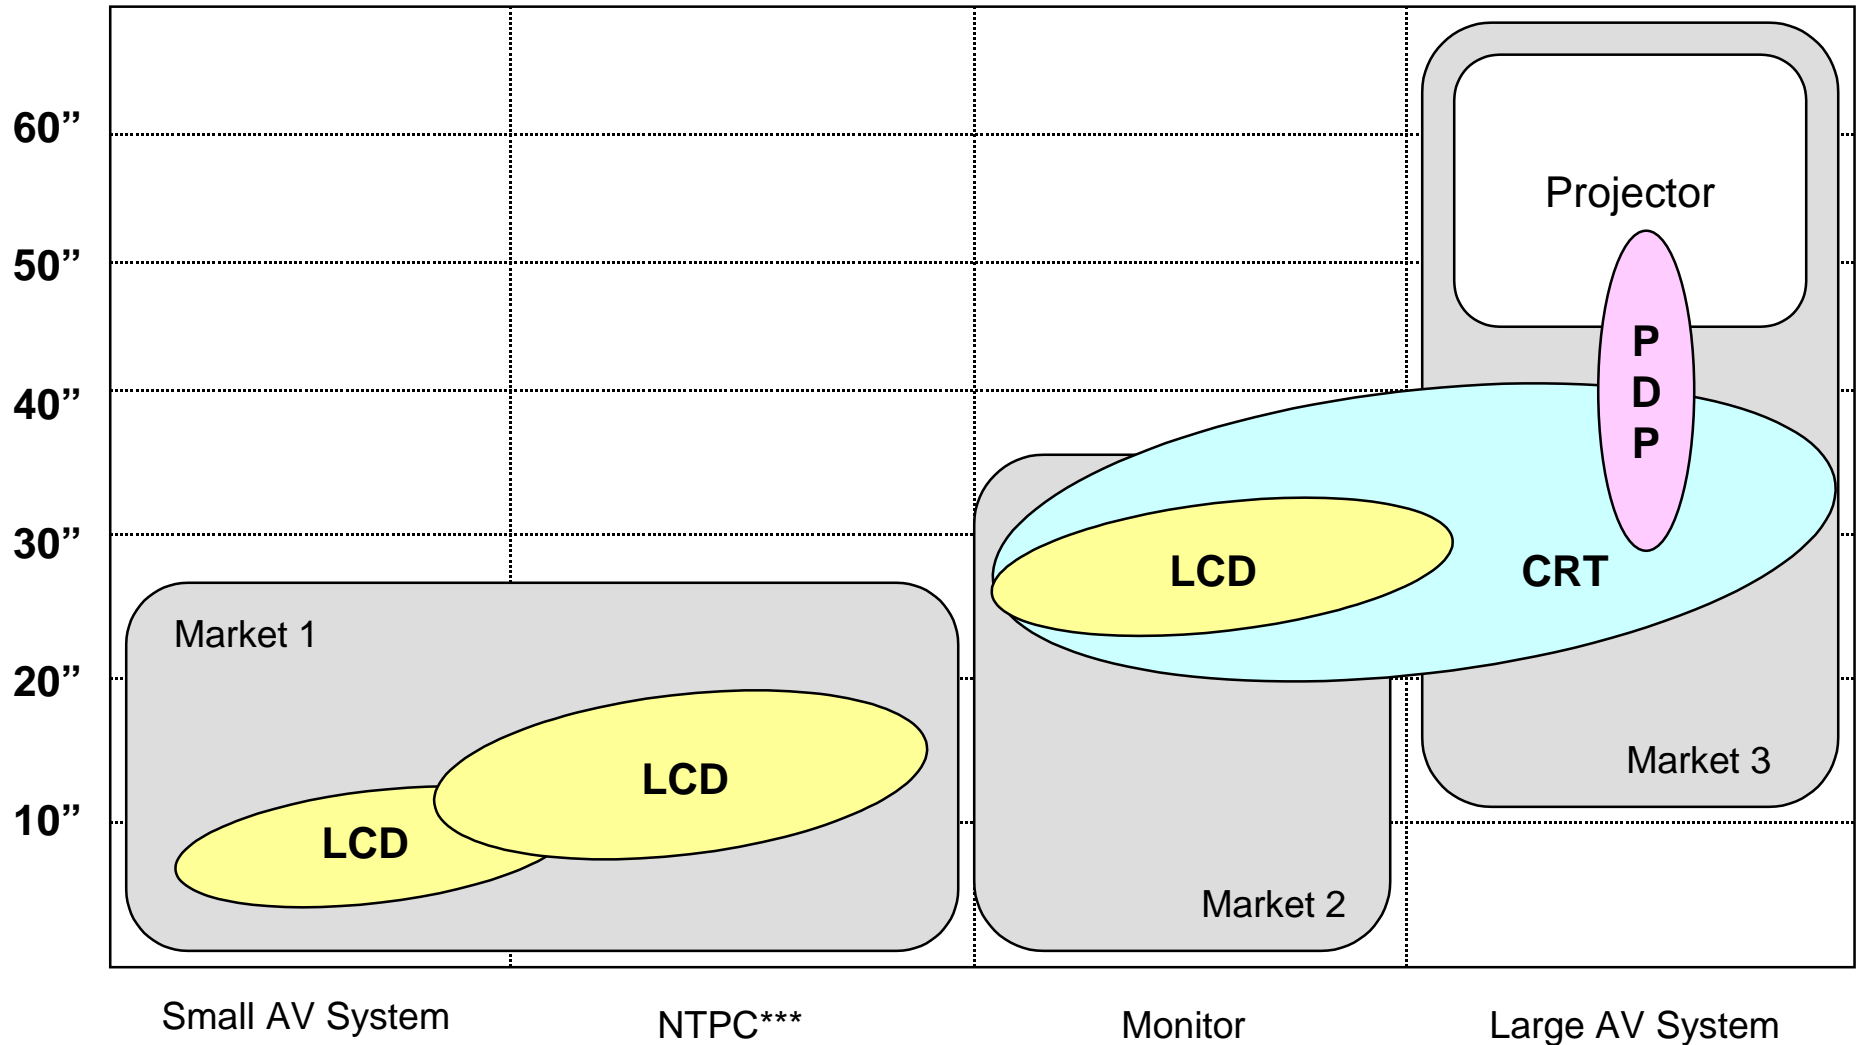 60”
Projector
50”
P
D
P
40”
30”
LCD
CRT
Market 1
20”
LCD
Market 3
10”
LCD
Market 2
Small AV System
NTPC***
Monitor
Large AV System